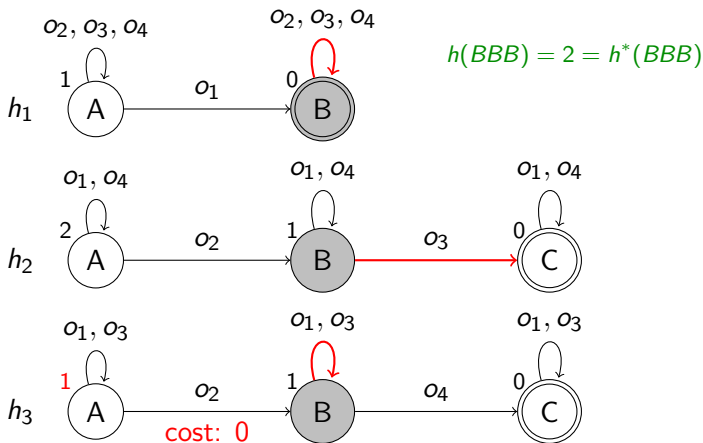 o₂, o₃, o₄ o₂, o₃, o₄
h(BBB) = 2 = h*(BBB)
1 0
h₁ A o₁ B
o₁, o₄ o₁, o₄ o₁, o₄
2 1 0
h₂ A o₂ B o₃ C
o₁, o₃ o₁, o₃ o₁, o₃
1 1 0
h₃ A o₂ B o₄ C
cost: 0